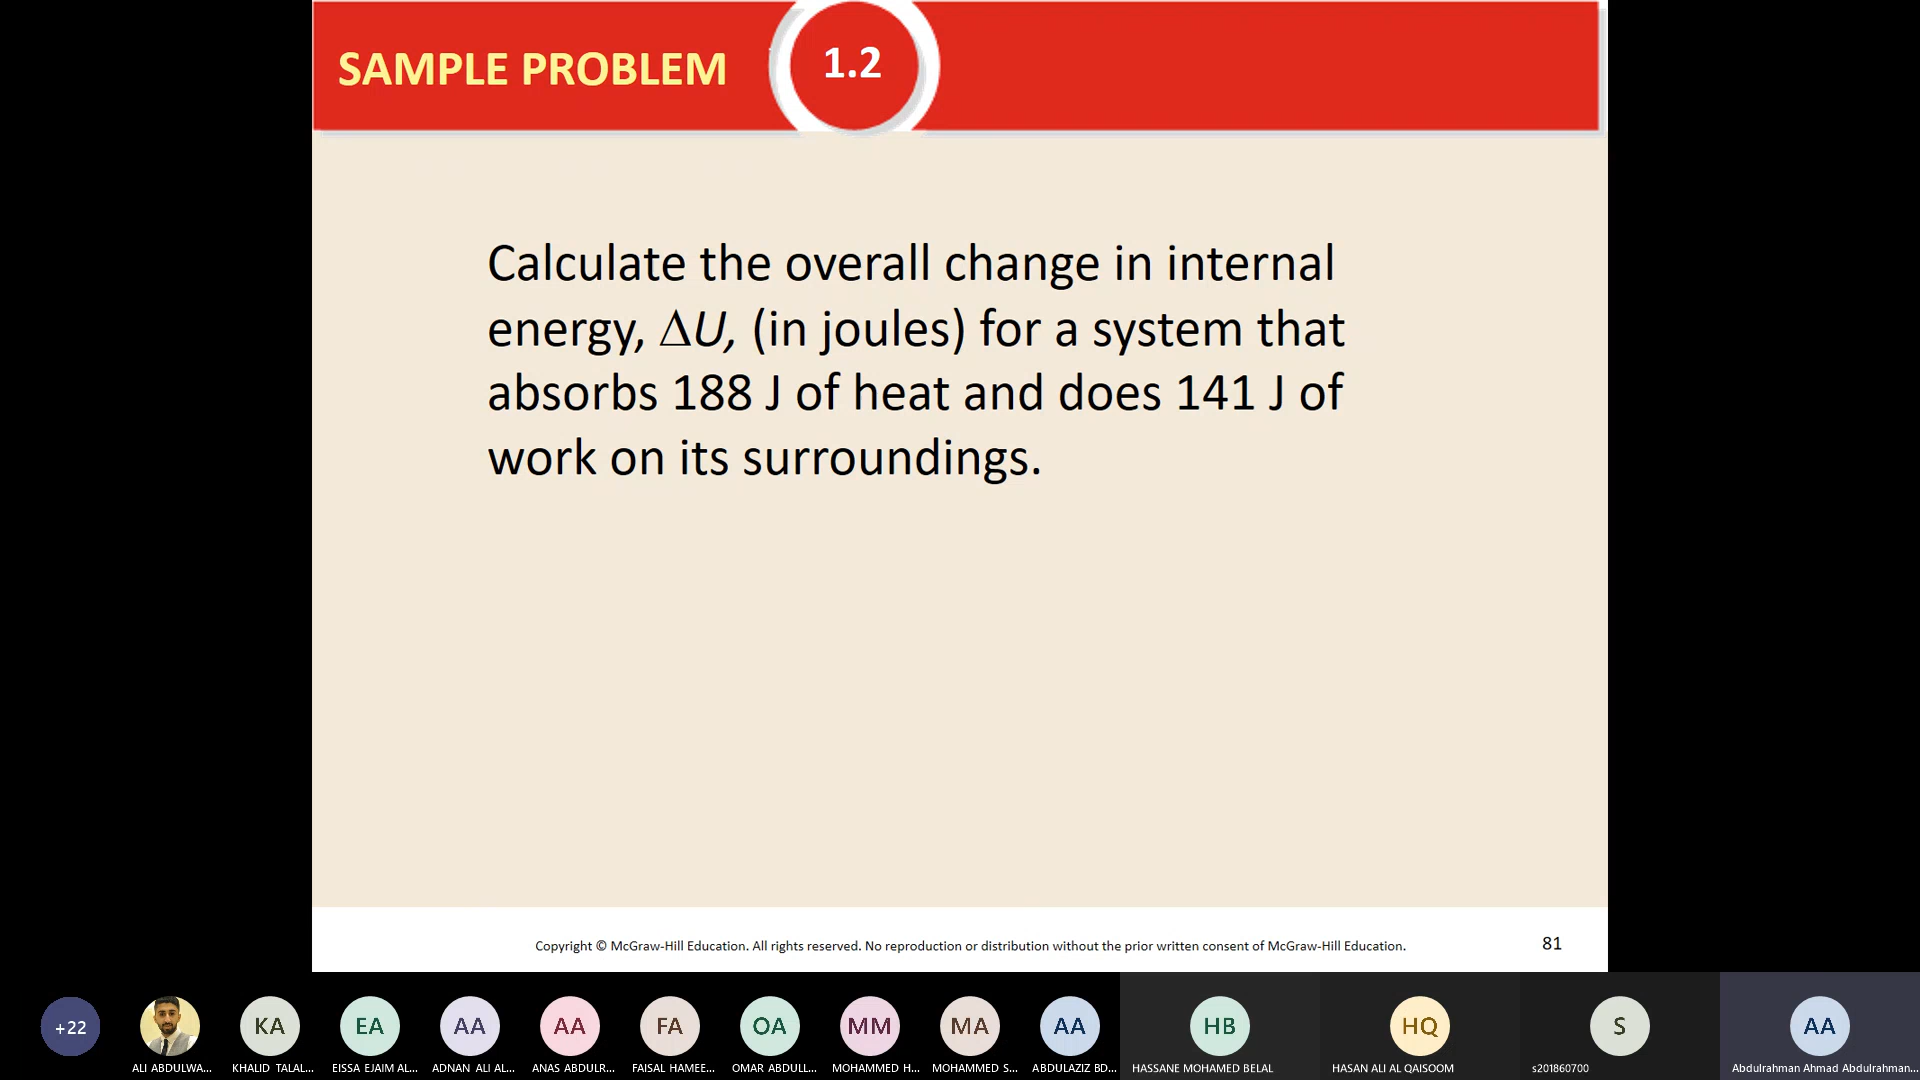 SAMPLE PROBLEM
1.2
Calculate the overall change in internal
energy, ΔU, (in joules) for a system that
absorbs 188 J of heat and does 141 J of
work on its surroundings.
Copyright © McGraw-Hill Education. All rights reserved. No reproduction or distribution without the prior written consent of McGraw-Hill Education.
81
+22
KA
EA
AA
AA
FA
OA
MM
MA
AA
HB
HQ
S
AA
ALI ABDULWA...
KHALID TALAL...
EISSA EJAIM AL...
ADNAN ALI AL...
ANAS ABDULR...
FAISAL HAMEE...
OMAR ABDULL...
MOHAMMED H...
MOHAMMED S...
ABDULAZIZ BD...
HASSANE MOHAMED BELAL
HASAN ALI AL QAISOOM
s201860700
Abdulrahman Ahmad Abdulrahman...